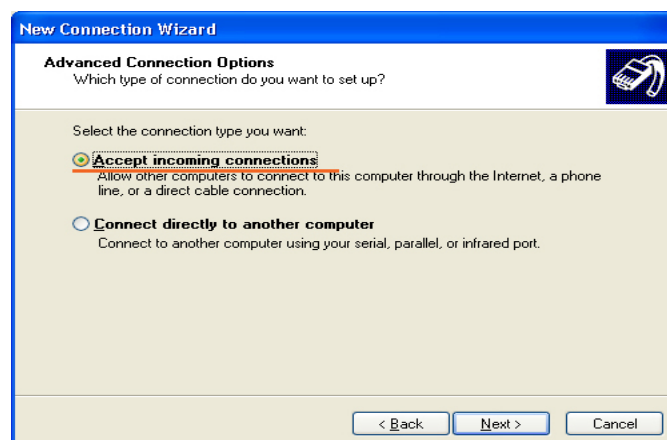 New Connection Wizard
Advanced Connection Options
Which type of connection do you want to set up?
Select the connection type you want:
Accept incoming connections
Allow other computers to connect to this computer through the Internet, a phone
line, or a direct cable connection.
Connect directly to another computer
Connect to another computer using your serial, parallel, or infrared port.
< Back Next > Cancel